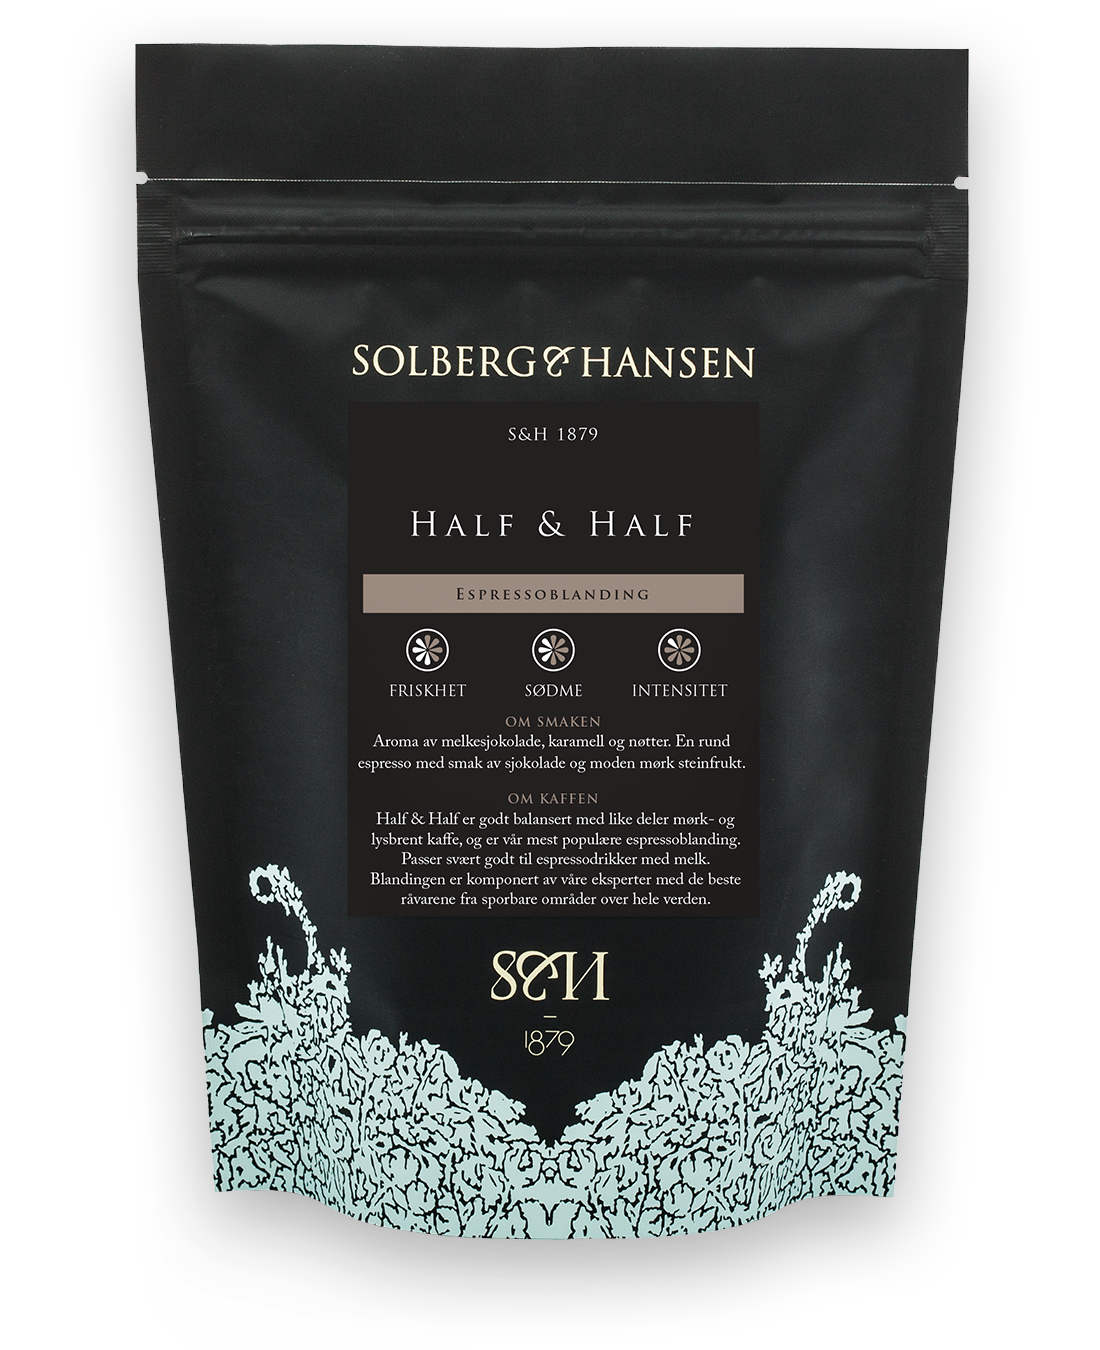 SOLBERG & HANSEN
S&H 1879
HALF & HALF
ESPRESSOBLANDING
FRISKHET SØDME INTENSITET
OM SMAKEN
Aroma av melkesjokolade, karamell og nøtter. En rund
espresso med smak av sjokolade og moden mørk steinfrukt.
OM KAFFEN
Half & Half er godt balansert med like deler mørk- og
lysbrent kaffe, og er vår mest populære espressoblanding.
Passer svært godt til espressodrikker med melk.
Blandingen er komponert av våre eksperter med de beste
råvarene fra sporbare områder over hele verden.
S&H
1879